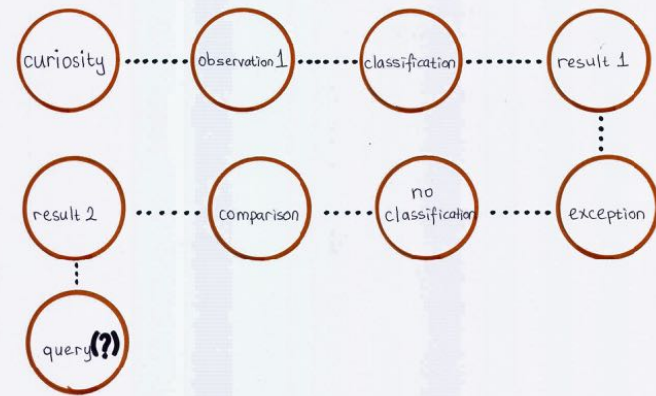 curiosity
observation 1
classification
result 1
exception
no
classification
comparison
result 2
query(?)